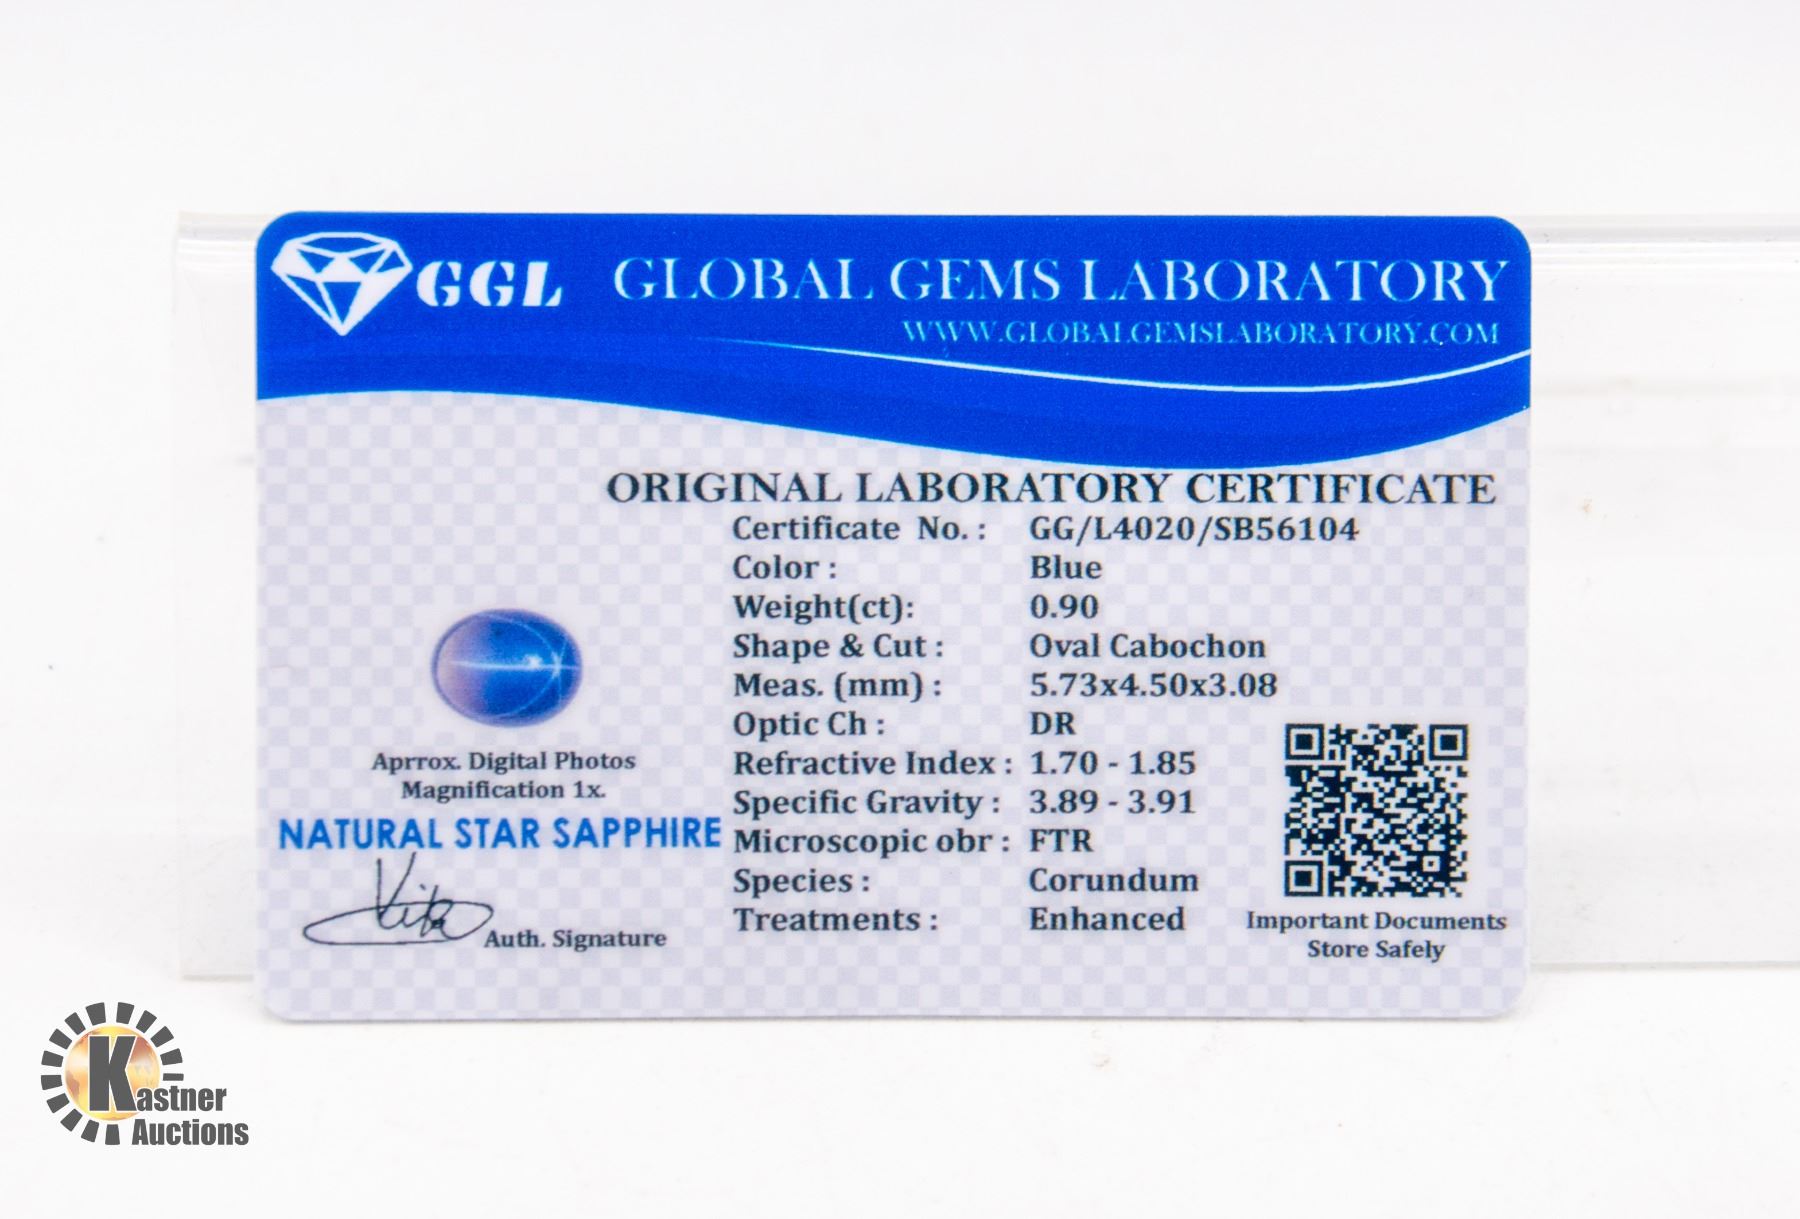 GGL GLOBAL GEMS LABORATORY
WWW.GLOBALGEMSLABORATORY.COM
ORIGINAL LABORATORY CERTIFICATE
Certificate No. : GG/L4020/SB56104
Color : Blue
Weight(ct): 0.90
Shape & Cut : Oval Cabochon
Meas. (mm) : 5.73x4.50x3.08
Optic Ch : DR
Refractive Index : 1.70 - 1.85
Specific Gravity : 3.89 - 3.91
Microscopic obr : FTR
Species : Corundum
Treatments : Enhanced
Aprrox. Digital Photos
Magnification 1x.
NATURAL STAR SAPPHIRE
Auth. Signature
Important Documents
Store Safely
Kastner
Auctions